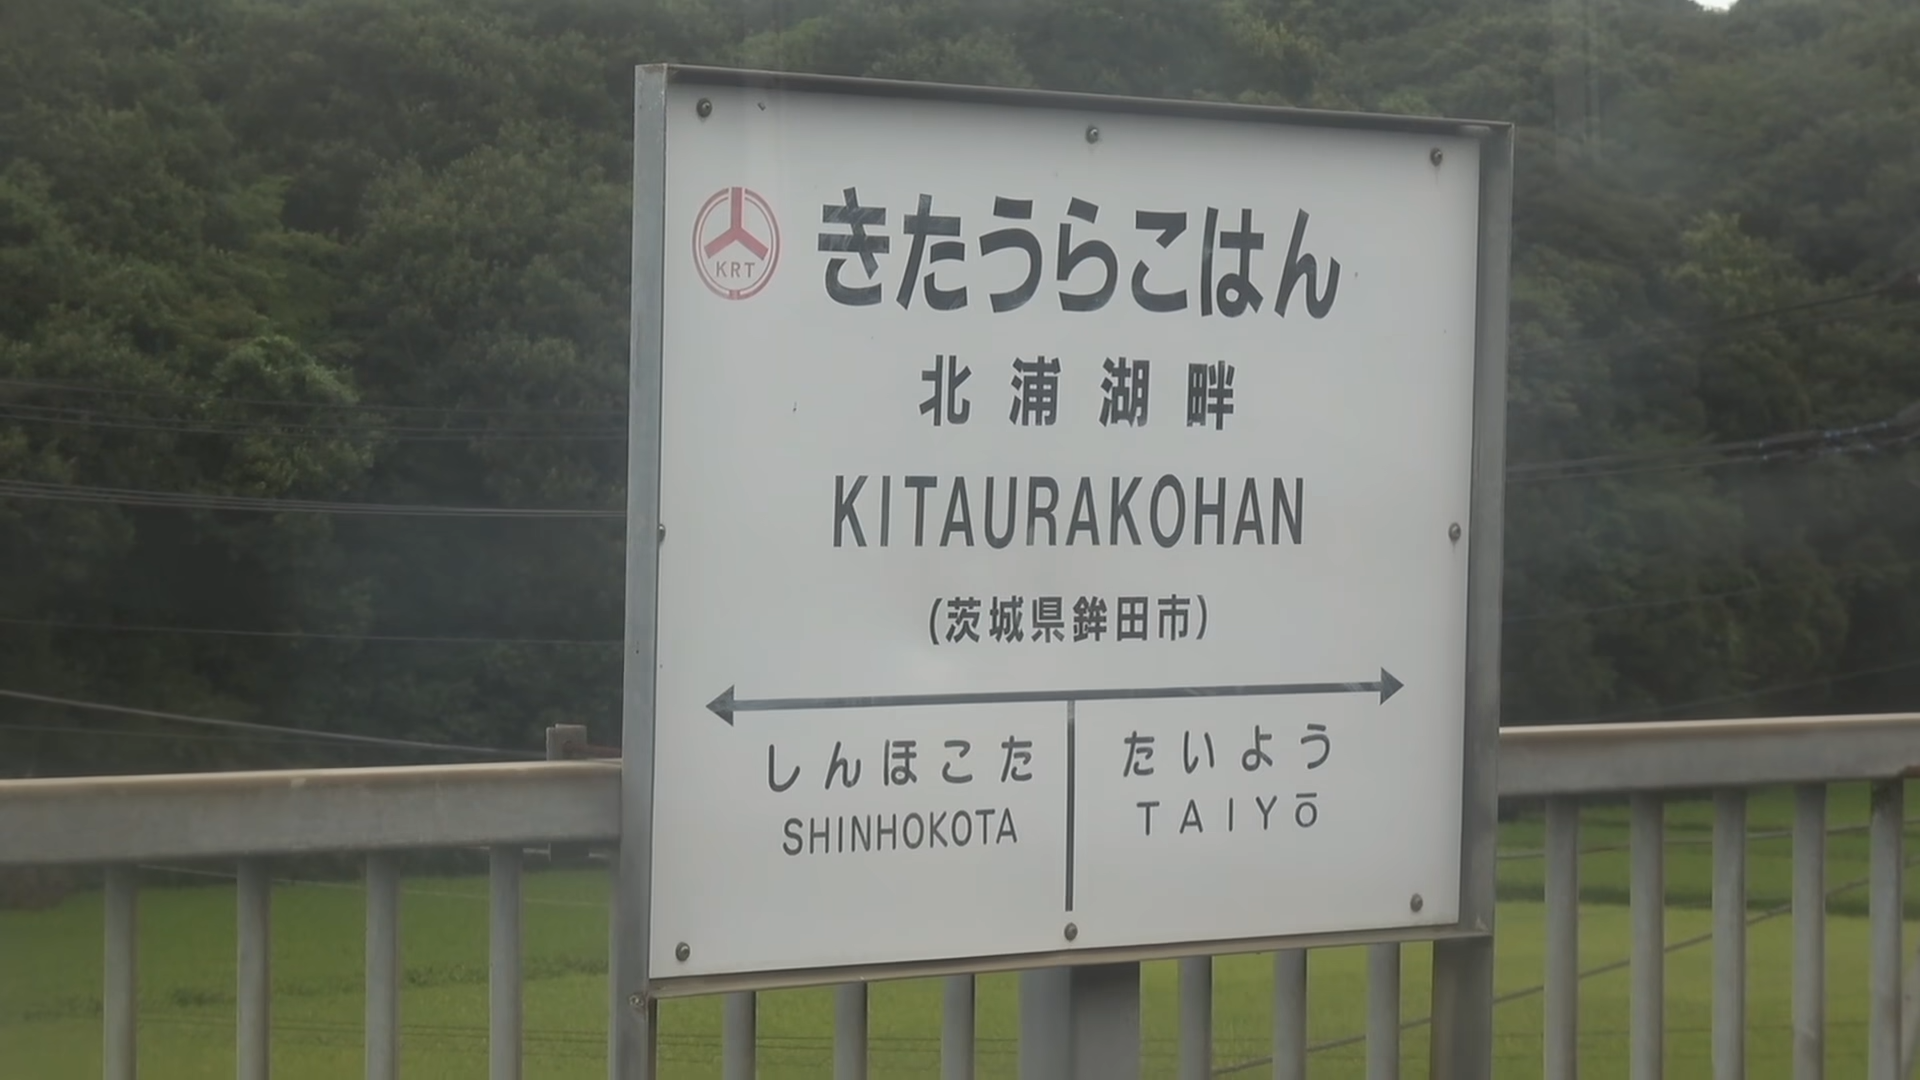 KRT
きたうらこはん
北浦湖畔
KITAURAKOHAN
(茨城県鉾田市)
しんほこた たいよう
SHINHOKOTA TAIYō